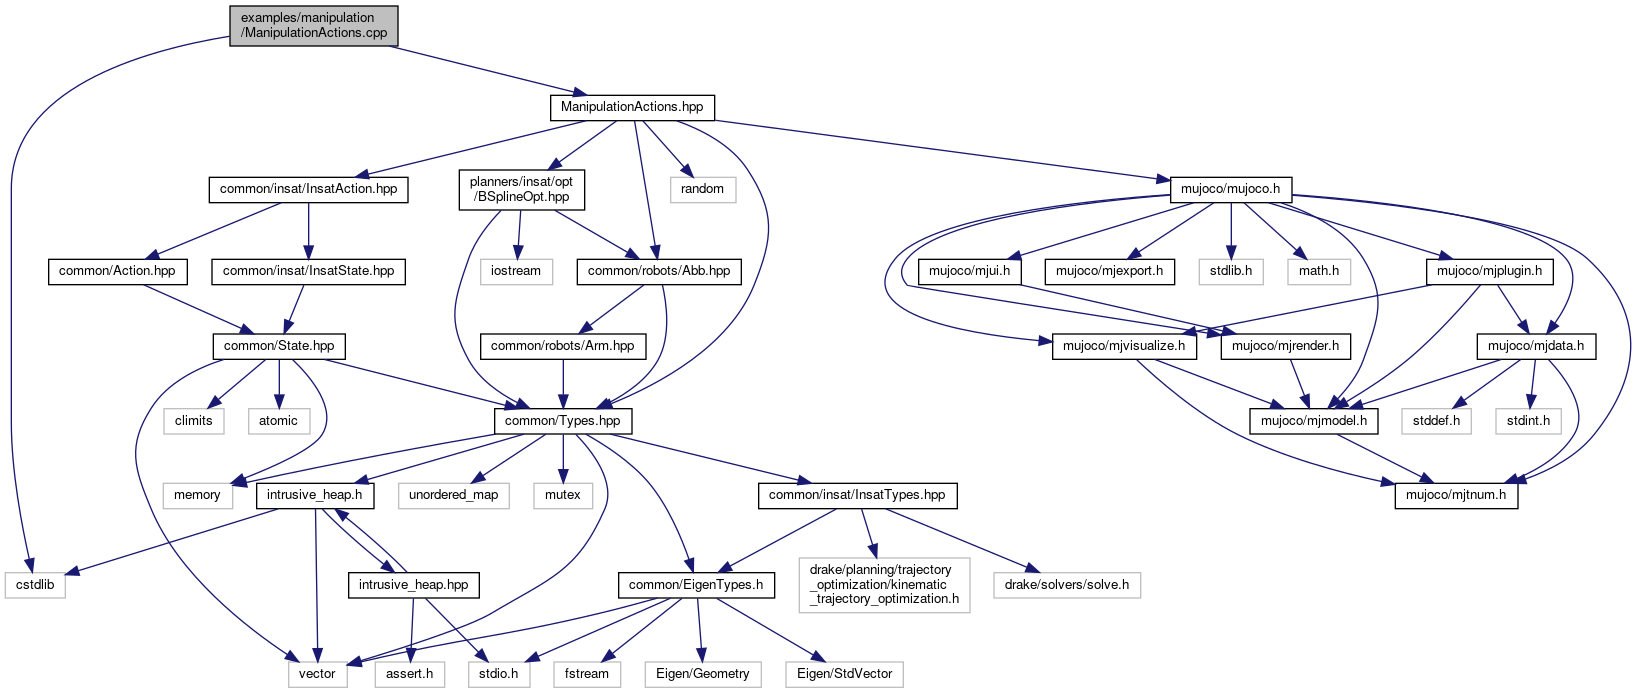 examples/manipulation
/ManipulationActions.cpp
ManipulationActions.hpp
common/insat/InsatAction.hpp
planners/insat/opt
/BSplineOpt.hpp
random
mujoco/mujoco.h
common/Action.hpp
common/insat/InsatState.hpp
iostream
common/robots/Abb.hpp
mujoco/mjui.h
mujoco/mjexport.h
stdlib.h
math.h
mujoco/mjplugin.h
common/State.hpp
common/robots/Arm.hpp
mujoco/mjvisualize.h
mujoco/mjrender.h
mujoco/mjdata.h
climits
atomic
common/Types.hpp
mujoco/mjmodel.h
stddef.h
stdint.h
memory
intrusive_heap.h
unordered_map
mutex
common/insat/InsatTypes.hpp
mujoco/mjtnum.h
cstdlib
intrusive_heap.hpp
common/EigenTypes.h
drake/planning/trajectory
_optimization/kinematic
_trajectory_optimization.h
drake/solvers/solve.h
vector
assert.h
stdio.h
fstream
Eigen/Geometry
Eigen/StdVector